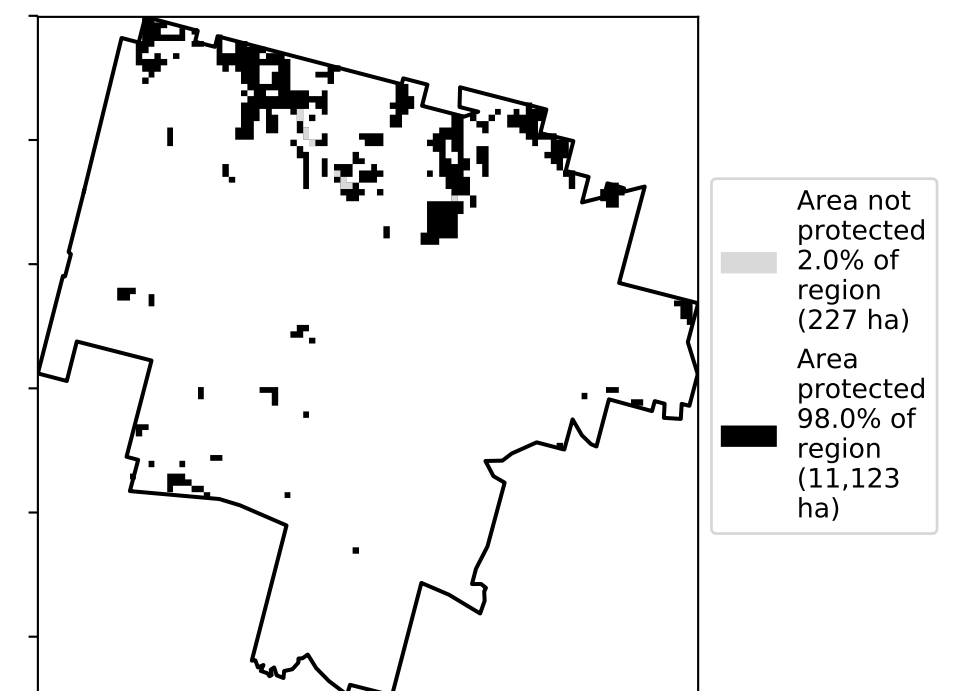 Area not
protected
2.0% of
region
(227 ha)
Area
protected
98.0% of
region
(11,123
ha)